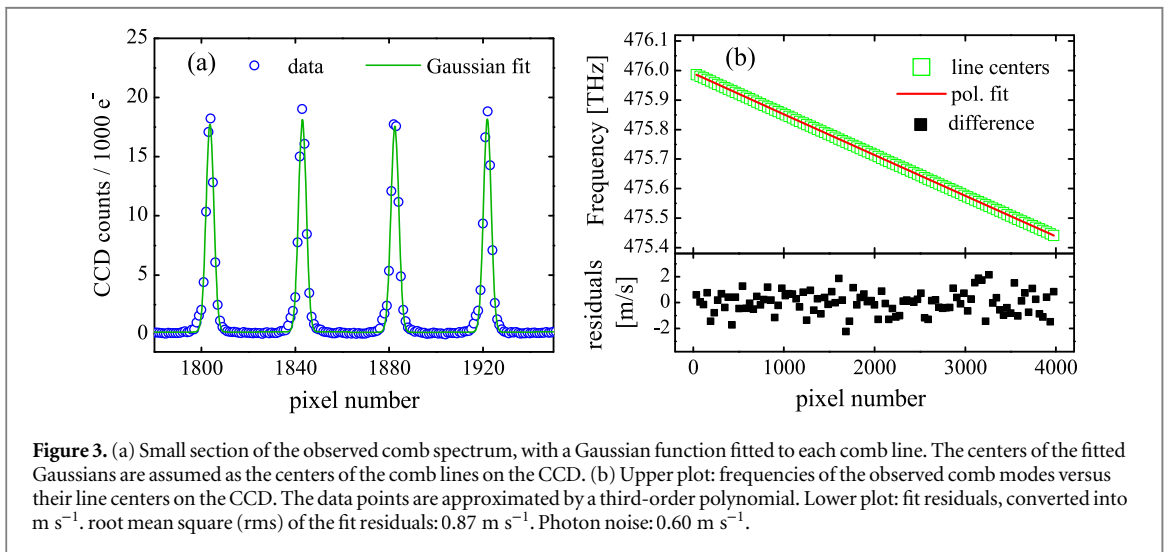 25
20
15
10
5
0
CCD counts / 1000 e⁻
(a)
data
Gaussian fit
1800 1840 1880 1920
pixel number
476.1
476.0
475.9
475.8
475.7
475.6
475.5
475.4
Frequency [THz]
(b)
line centers
pol. fit
difference
2
0
-2
residuals
[m/s]
0 1000 2000 3000 4000
pixel number
Figure 3. (a) Small section of the observed comb spectrum, with a Gaussian function fitted to each comb line. The centers of the fitted
Gaussians are assumed as the centers of the comb lines on the CCD. (b) Upper plot: frequencies of the observed comb modes versus
their line centers on the CCD. The data points are approximated by a third-order polynomial. Lower plot: fit residuals, converted into
m s⁻¹. root mean square (rms) of the fit residuals: 0.87 m s⁻¹. Photon noise: 0.60 m s⁻¹.